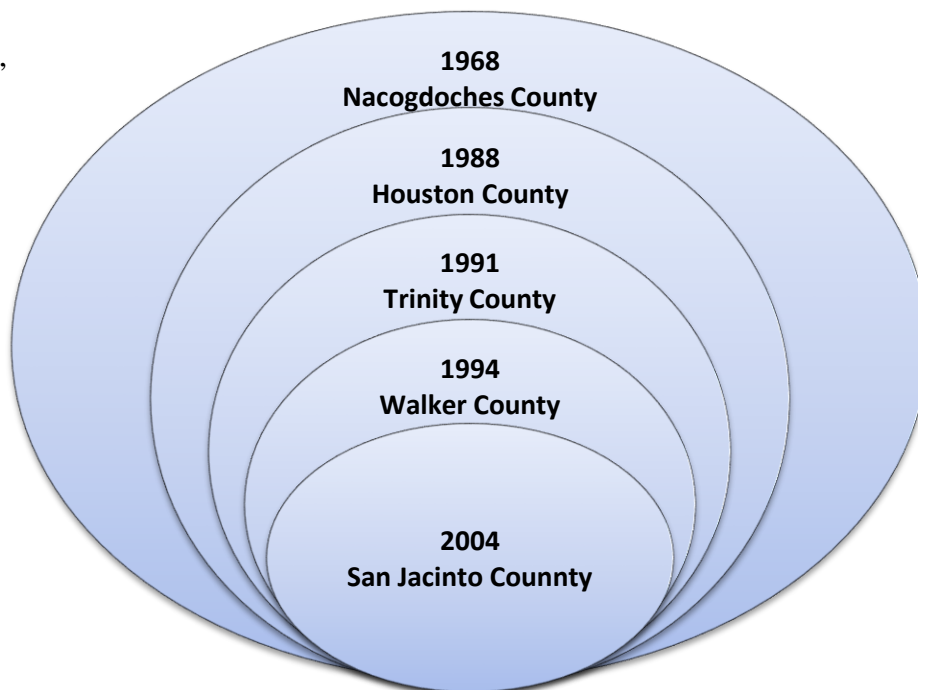 ,
1968
Nacogdoches County
1988
Houston County
1991
Trinity County
1994
Walker County
2004
San Jacinto Counnty